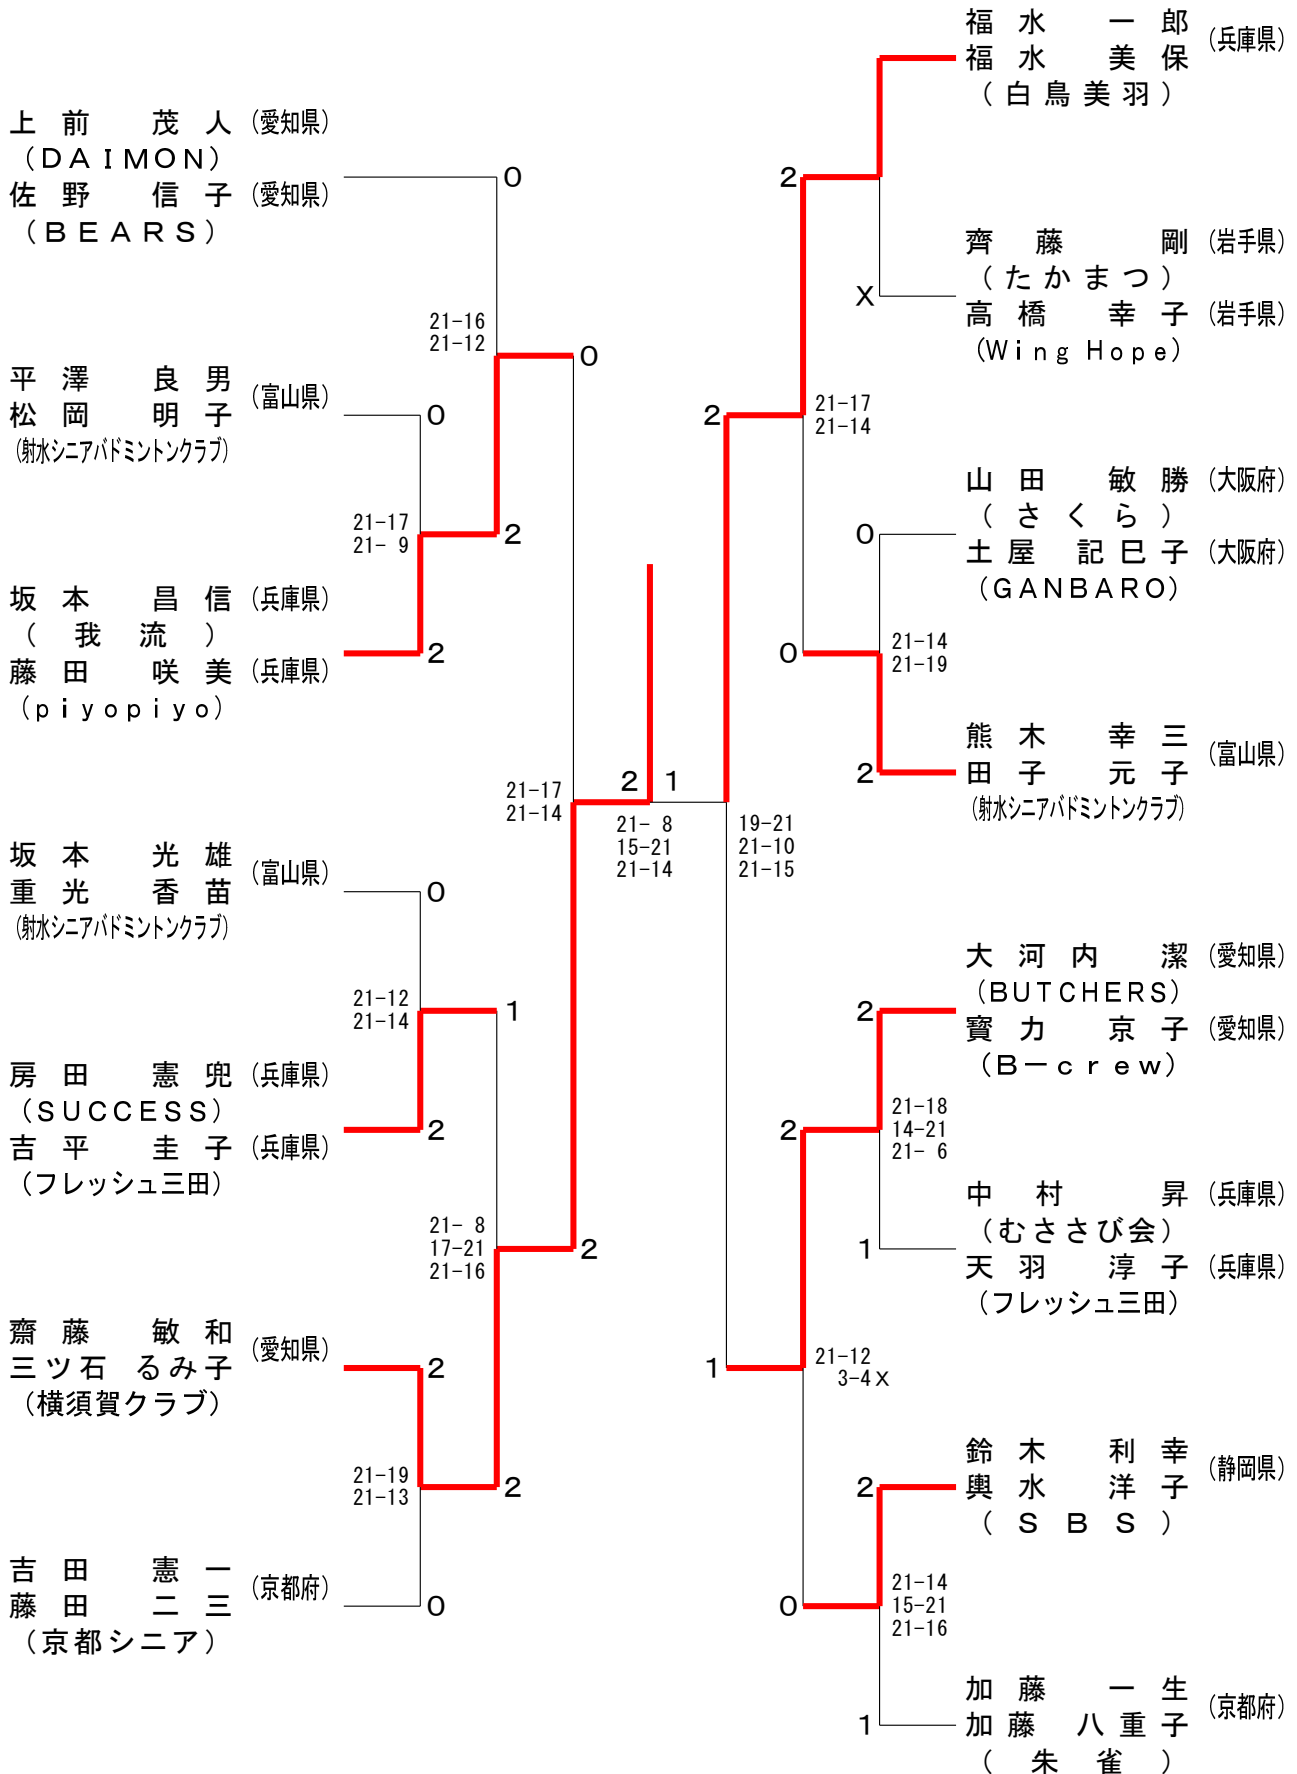 上前 茂人 (愛知県)
(DAIMON)
佐野 信子 (愛知県)
(BEARS)
0
21-16
21-12
0
平澤 良男
松岡 明子 (富山県)
(射水シニアバドミントンクラブ)
0
21-17
21- 9
2
坂本 昌信 (兵庫県)
(我流)
藤田 咲美 (兵庫県)
(piyopiyo)
2
21-17
21-14
坂本 光雄
重光 香苗 (富山県)
(射水シニアバドミントンクラブ)
0
21-12
21-14
1
房田 憲兜 (兵庫県)
(SUCCESS)
吉平 圭子 (兵庫県)
(フレッシュ三田)
2
21- 8
17-21
21-16
2
齋藤 敏和
三ツ石 るみ子 (愛知県)
(横須賀クラブ)
2
21-19
21-13
2
吉田 憲一
藤田 二三 (京都府)
(京都シニア)
0
2 1
21- 8
15-21
21-14
福水 一郎
福水 美保 (兵庫県)
(白鳥美羽)
2
齊藤 剛 (岩手県)
(たかまつ)
高橋 幸子 (岩手県)
(Wing Hope)
X
2
21-17
21-14
山田 敏勝 (大阪府)
(さくら)
土屋 記巳子 (大阪府)
(GANBARO)
0
0
21-14
21-19
熊木 幸三
田子 元子 (富山県)
(射水シニアバドミントンクラブ)
2
19-21
21-10
21-15
大河内 潔 (愛知県)
(BUTCHERS)
寳力 京子 (愛知県)
(B－crew)
2
2
21-18
14-21
21- 6
中村 昇 (兵庫県)
(むささび会)
天羽 淳子 (兵庫県)
(フレッシュ三田)
1
1
21-12
3-4X
鈴木 利幸
輿水 洋子 (静岡県)
(SBS)
2
0
21-14
15-21
21-16
加藤 一生
加藤 八重子 (京都府)
(朱雀)
1